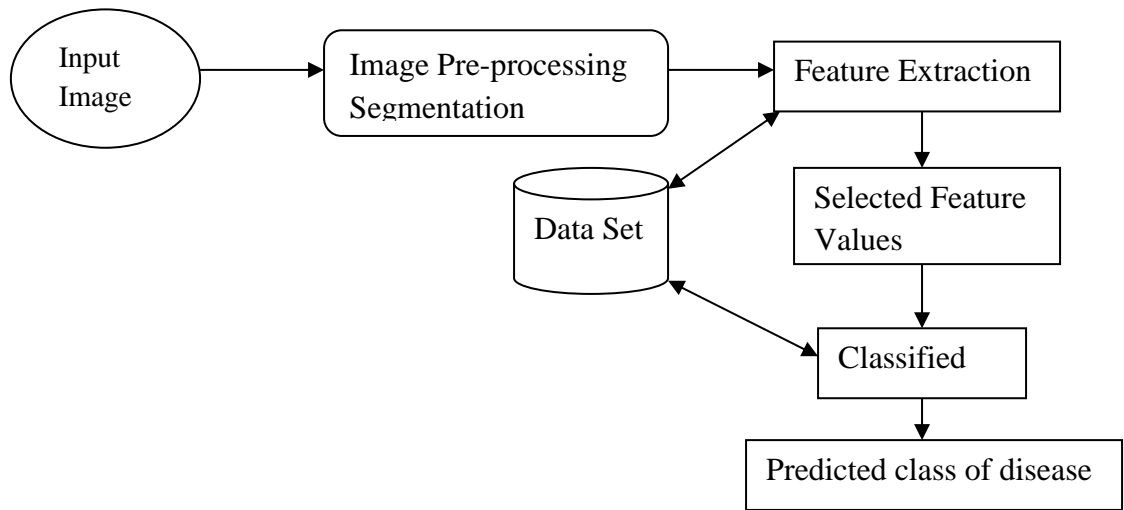 Input
Image
Image Pre-processing
Segmentation
Feature Extraction
Data Set
Selected Feature
Values
Classified
Predicted class of disease